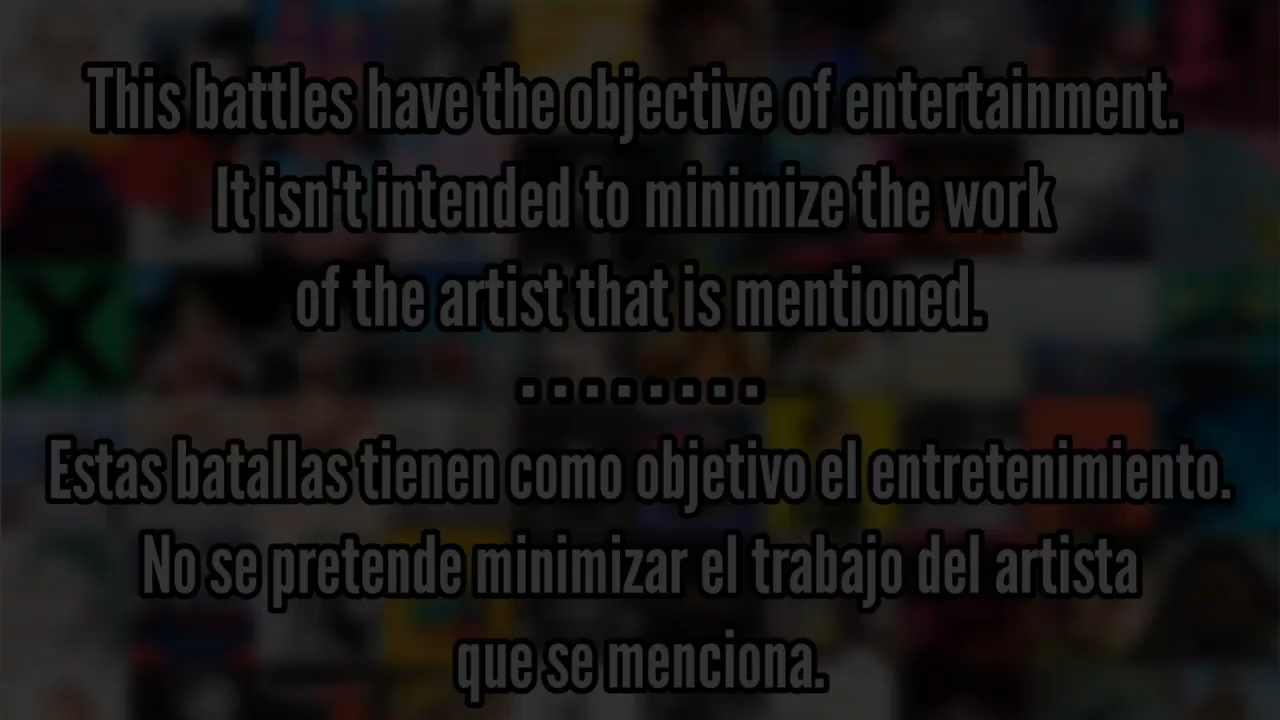 This battles have the objective of entertainment.
It isn't intended to minimize the work
of the artist that is mentioned.
.........
Estas batallas tienen como objetivo el entretenimiento.
No se pretende minimizar el trabajo del artista
que se menciona.